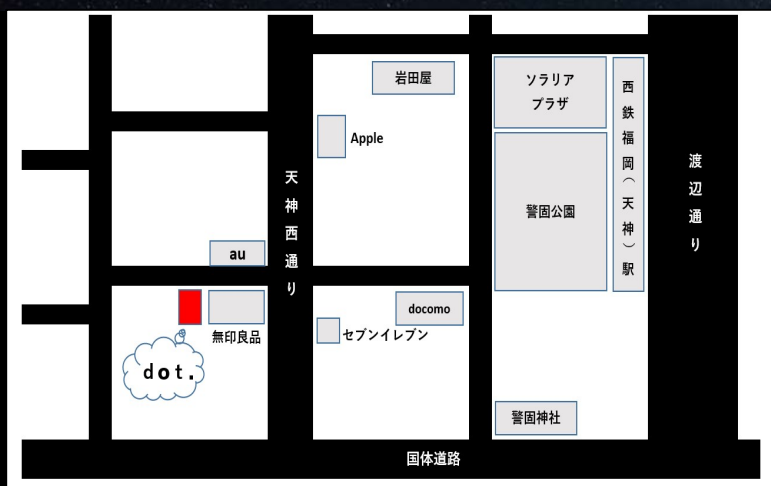 岩田屋
ソラリア
プラザ
西鉄福岡(天神)駅
Apple
渡辺通り
天神西通り
警固公園
au
docomo
セブンイレブン
無印良品
dot.
警固神社
国体道路